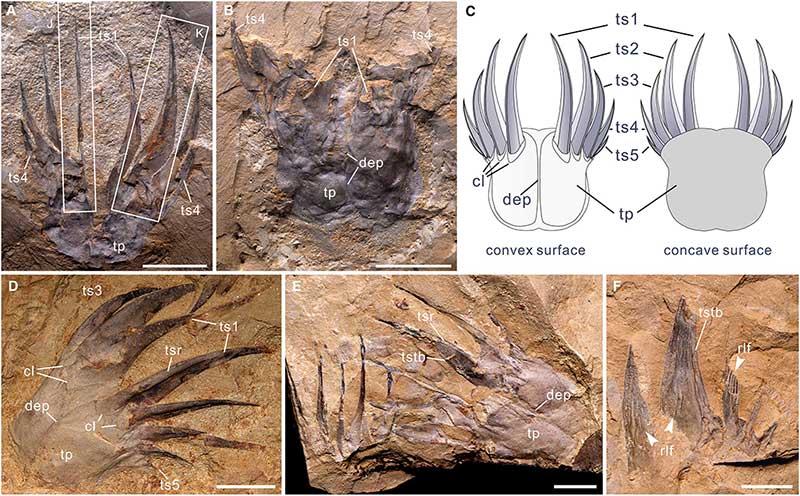 A
J
ts1
K
ts4
ts4
tp
B
ts4
ts1
ts4
dep
tp
C
ts1
ts2
ts3
ts4
ts5
cl
dep
tp
convex surface
concave surface
D
ts3
ts1
tsr
cl
dep
cl
tp
ts5
E
tsr
tstb
dep
tp
F
tstb
rlf
rlf